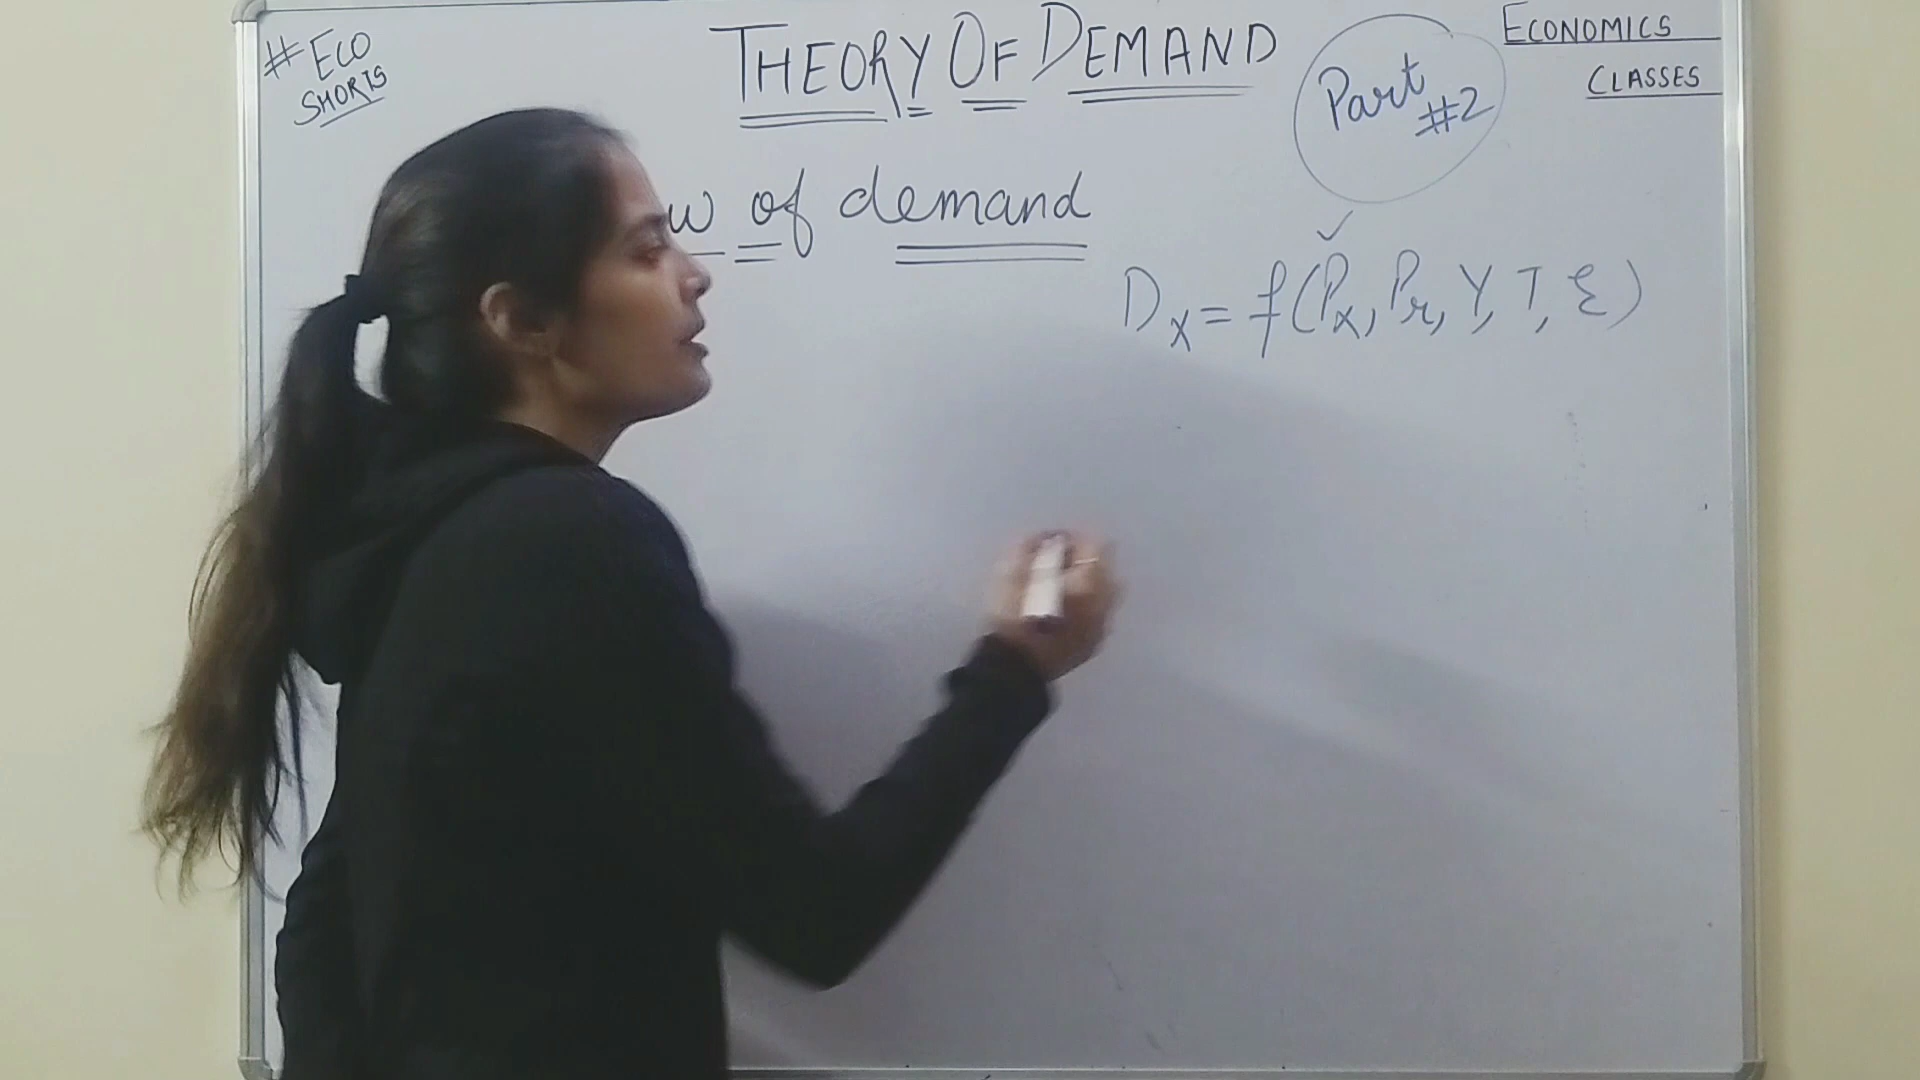 # ECO
SHORTS
THEORY OF DEMAND
Part
#2
ECONOMICS
CLASSES
of demand
Dx = f(Px, Pr, Y, T, ξ)